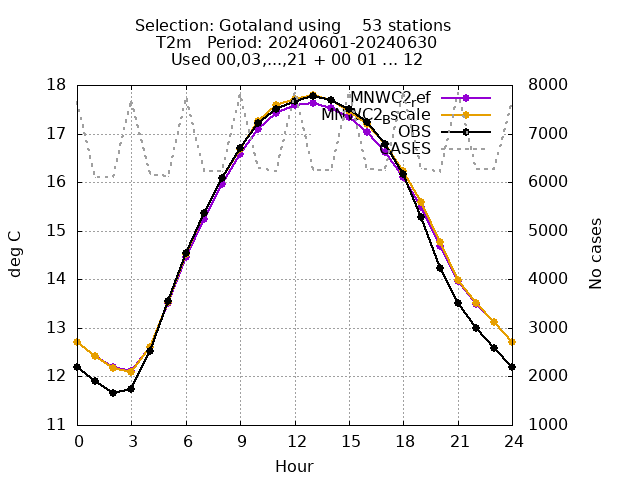 Selection: Gotaland using 53 stations
T2m Period: 20240601-20240630
Used 00,03,...,21 + 00 01 ... 12
18 8000
MNWC2ref
MNWC2Bscale
17 7000
OBS
CASES
16 6000
15 5000
deg C No cases
14 4000
13 3000
12 2000
11 1000
0 3 6 9 12 15 18 21 24
Hour